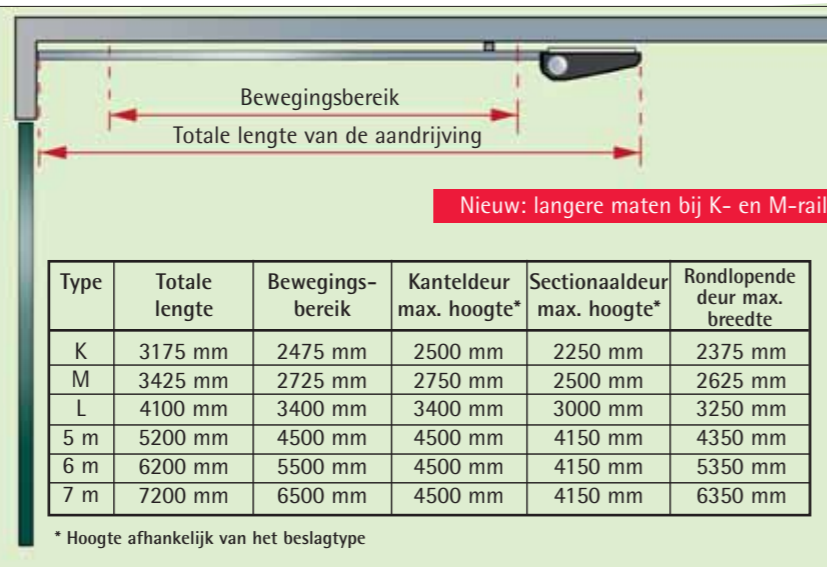 Bewegingsbereik
Totale lengte van de aandrijving
Nieuw: langere maten bij K- en M-rail
Type Totale lengte Bewegings-bereik Kanteldeur max. hoogte* Sectionaaldeur max. hoogte* Rondlopende deur max. breedte
K 3175 mm 2475 mm 2500 mm 2250 mm 2375 mm
M 3425 mm 2725 mm 2750 mm 2500 mm 2625 mm
L 4100 mm 3400 mm 3400 mm 3000 mm 3250 mm
5 m 5200 mm 4500 mm 4500 mm 4150 mm 4350 mm
6 m 6200 mm 5500 mm 4500 mm 4150 mm 5350 mm
7 m 7200 mm 6500 mm 4500 mm 4150 mm 6350 mm
* Hoogte afhankelijk van het beslagtype